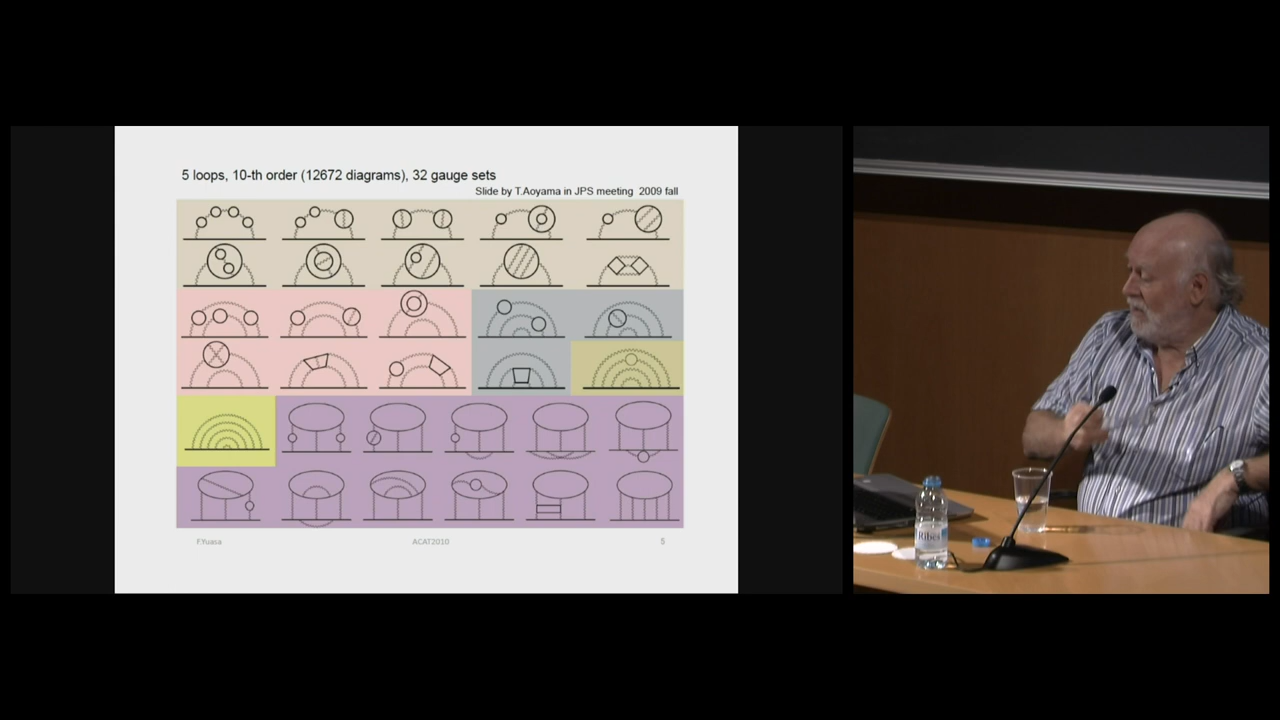 5 loops, 10-th order (12672 diagrams), 32 gauge sets
Slide by T.Aoyama in JPS meeting 2009 fall
F.Yuasa
ACAT2010
5
Ribes